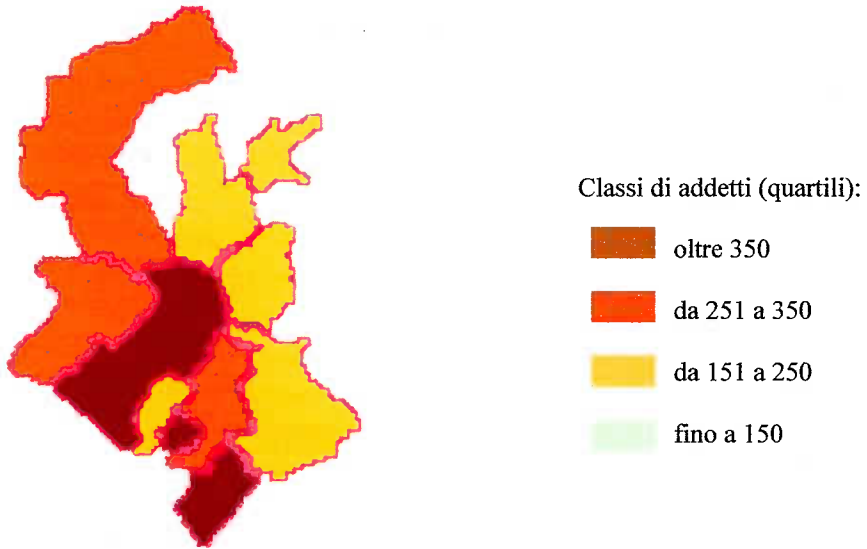 Classi di addetti (quartili):
oltre 350
da 251 a 350
da 151 a 250
fino a 150